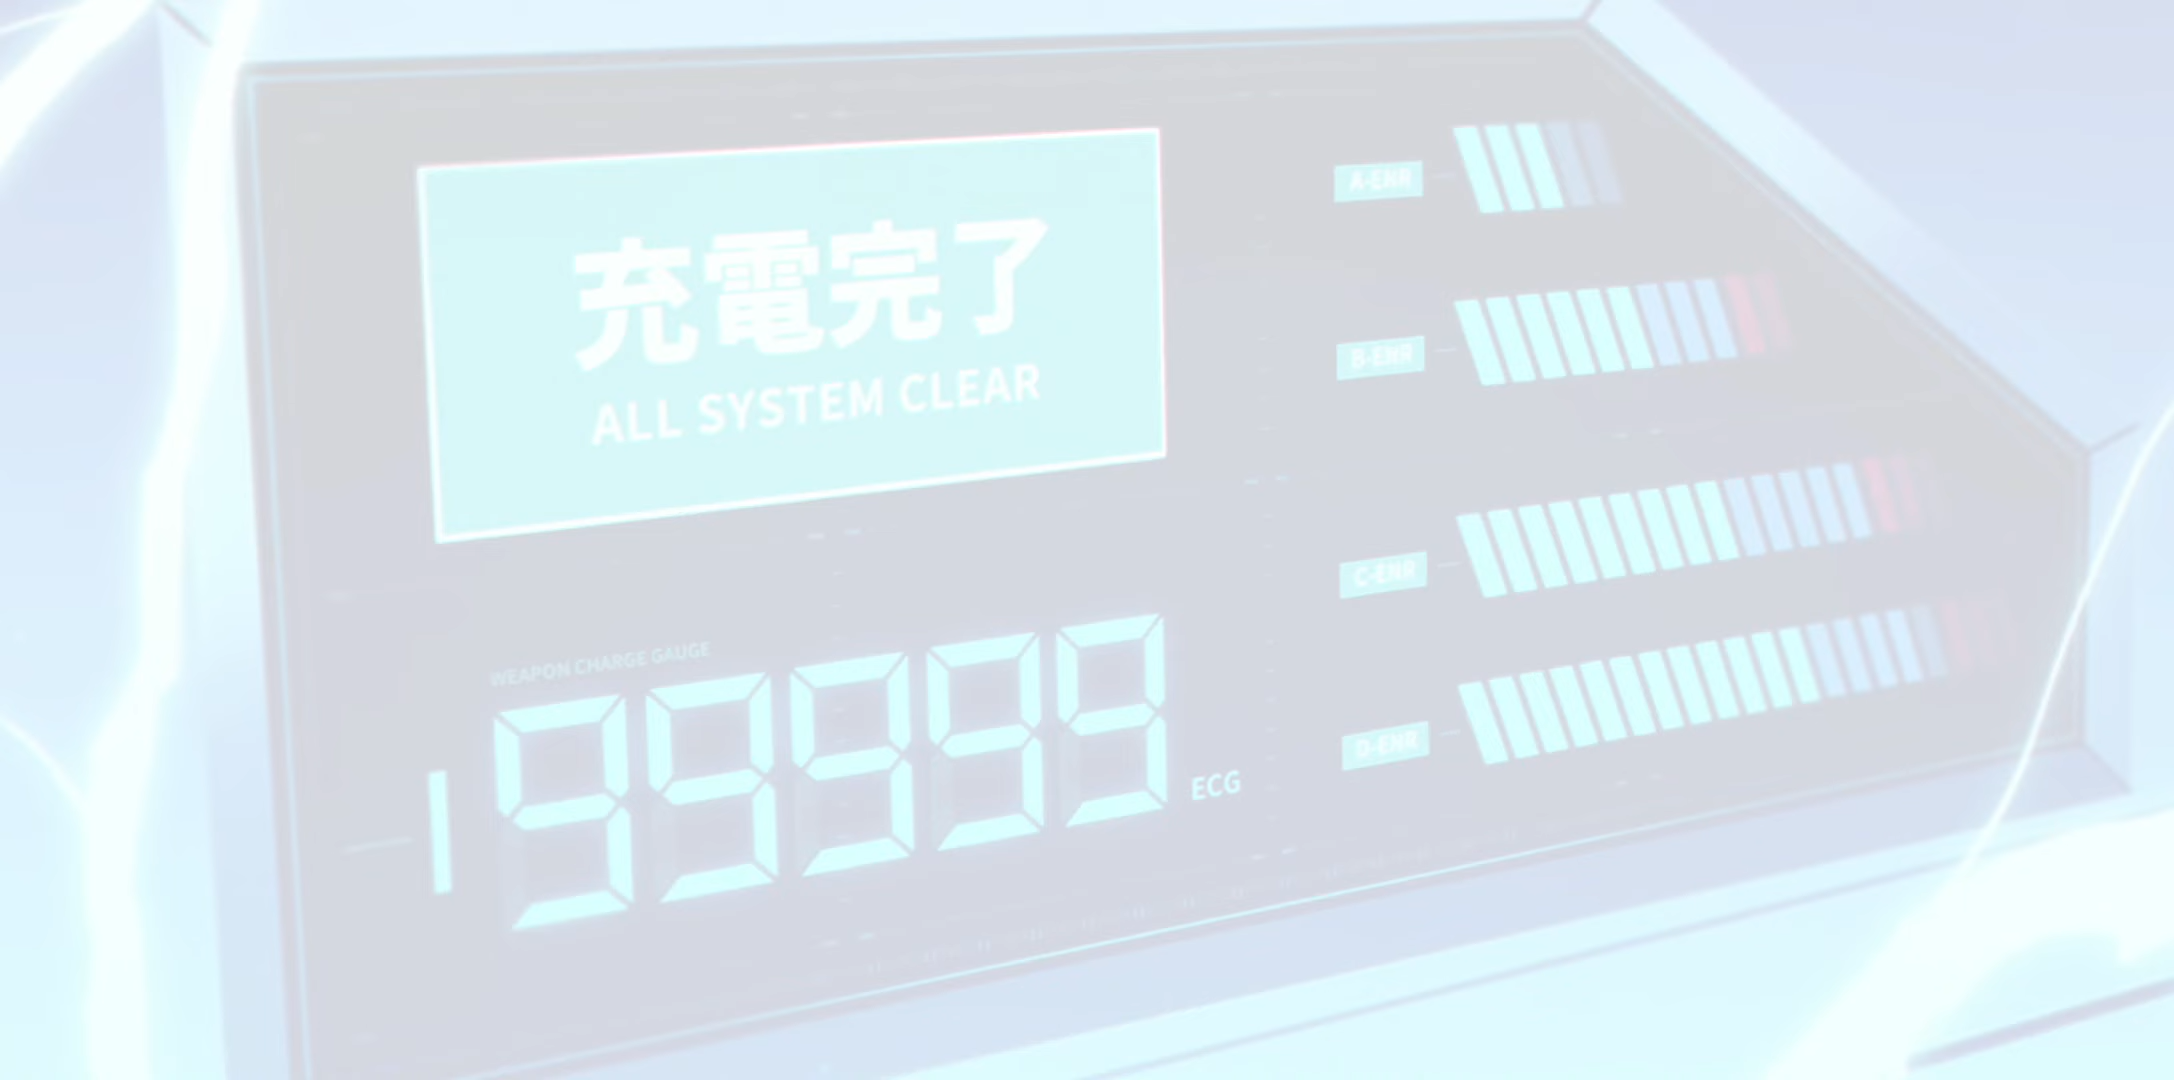 充電完了
ALL SYSTEM CLEAR
WEAPON CHARGE GAUGE
199999 ECG
A-ENR
B-ENR
C-ENR
D-ENR